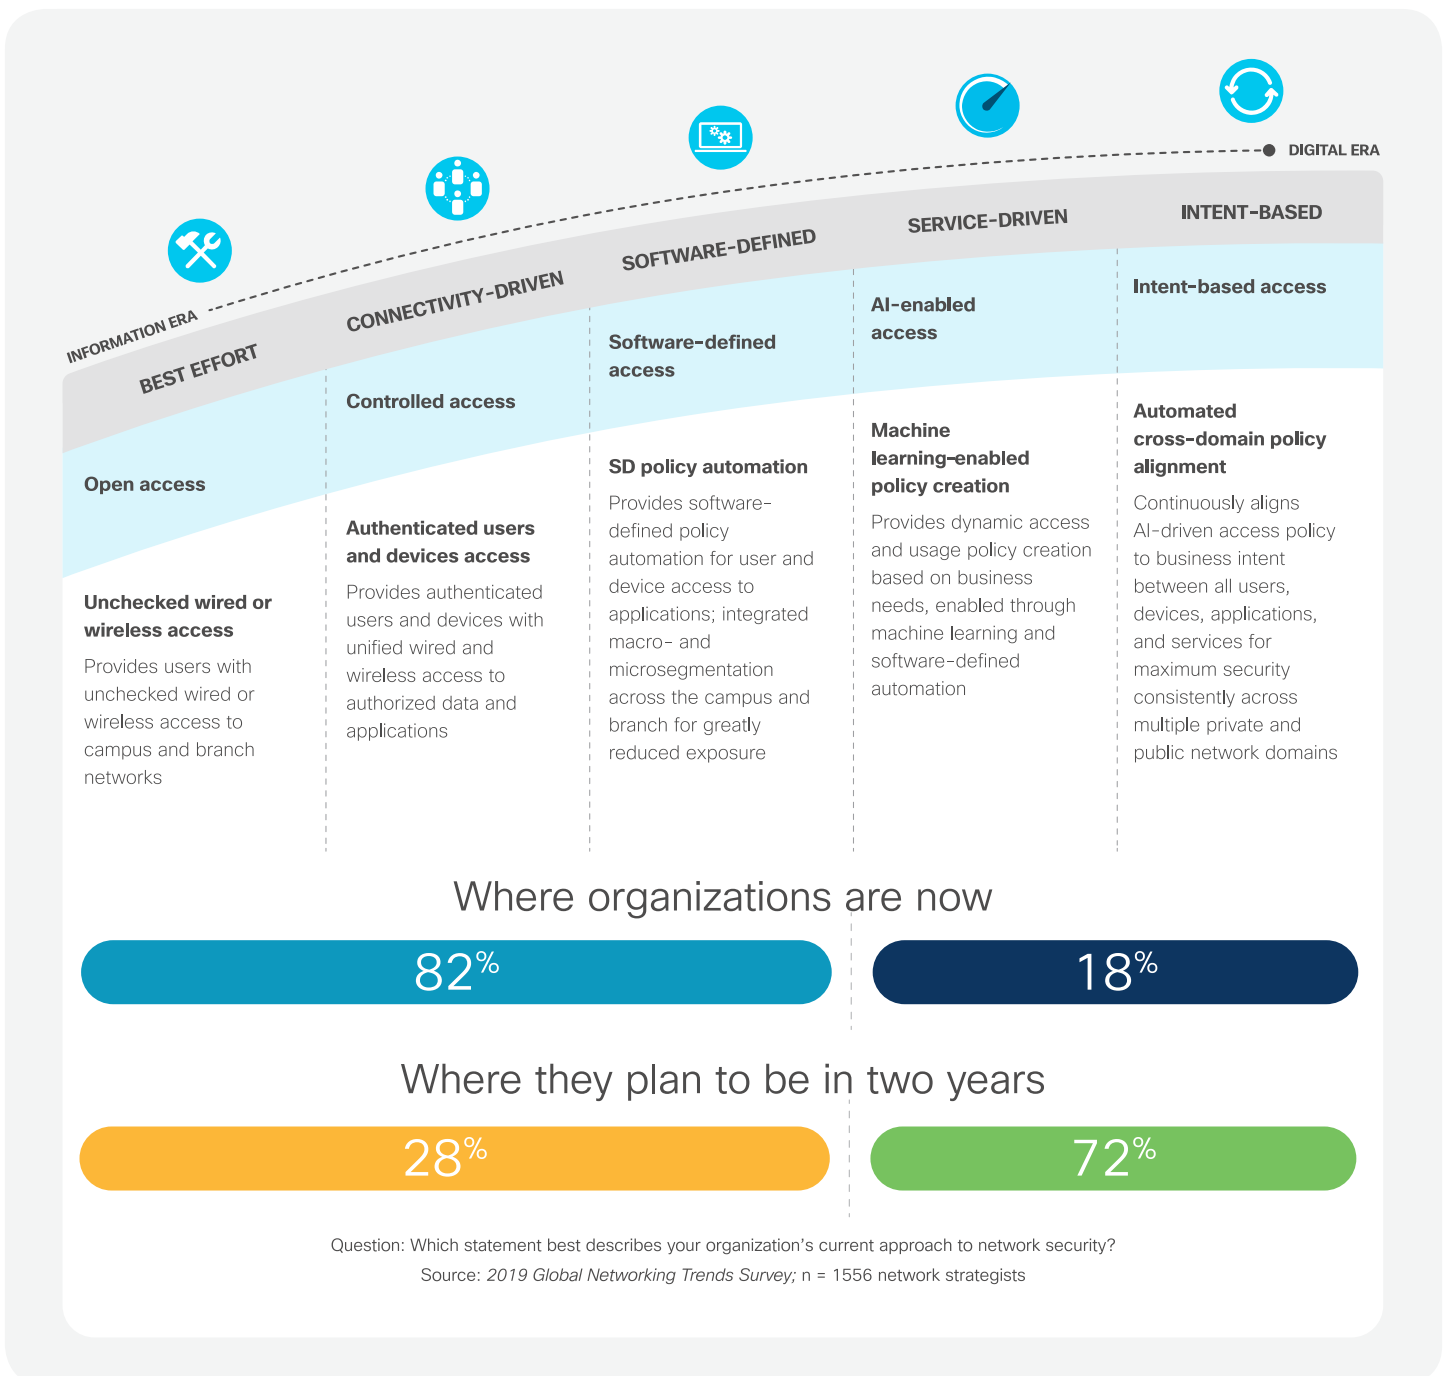 DIGITAL ERA
INFORMATION ERA
BEST EFFORT
CONNECTIVITY-DRIVEN
SOFTWARE-DEFINED
SERVICE-DRIVEN
INTENT-BASED
Open access
Unchecked wired or
wireless access
Provides users with
unchecked wired or
wireless access to
campus and branch
networks
Controlled access
Authenticated users
and devices access
Provides authenticated
users and devices with
unified wired and
wireless access to
authorized data and
applications
Software-defined
access
SD policy automation
Provides software-
defined policy
automation for user and
device access to
applications; integrated
macro- and
microsegmentation
across the campus and
branch for greatly
reduced exposure
AI-enabled
access
Machine
learning-enabled
policy creation
Provides dynamic access
and usage policy creation
based on business
needs, enabled through
machine learning and
software-defined
automation
Intent-based access
Automated
cross-domain policy
alignment
Continuously aligns
AI-driven access policy
to business intent
between all users,
devices, applications,
and services for
maximum security
consistently across
multiple private and
public network domains
Where organizations are now
82%
18%
Where they plan to be in two years
28%
72%
Question: Which statement best describes your organization's current approach to network security?
Source: 2019 Global Networking Trends Survey; n = 1556 network strategists